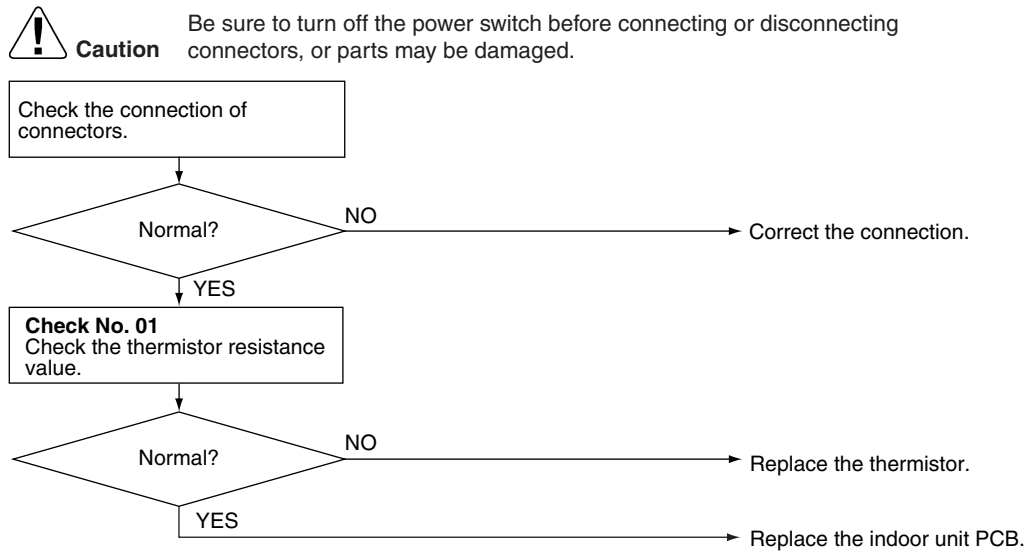 Be sure to turn off the power switch before connecting or disconnecting
Caution connectors, or parts may be damaged.
Check the connection of
connectors.
Normal?
NO
Correct the connection.
YES
Check No. 01
Check the thermistor resistance
value.
Normal?
NO
Replace the thermistor.
YES
Replace the indoor unit PCB.